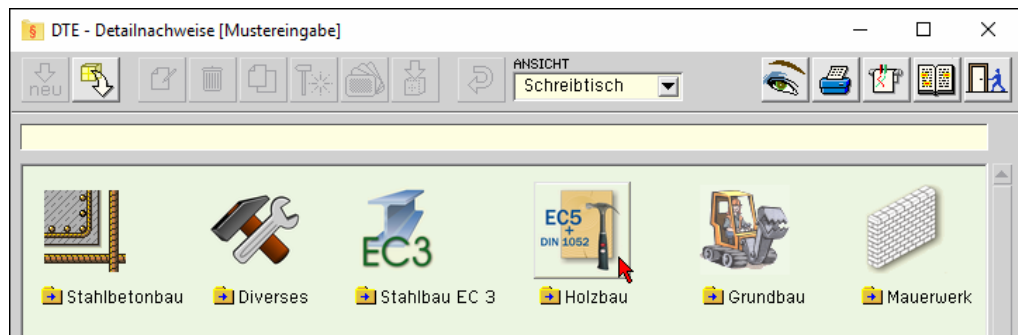 § DTE - Detailnachweise [Mustereingabe]
neu
ANSICHT
Schreibtisch
EC3
EC5
+
DIN 1052
Stahlbetonbau
Diverses
Stahlbau EC 3
Holzbau
Grundbau
Mauerwerk